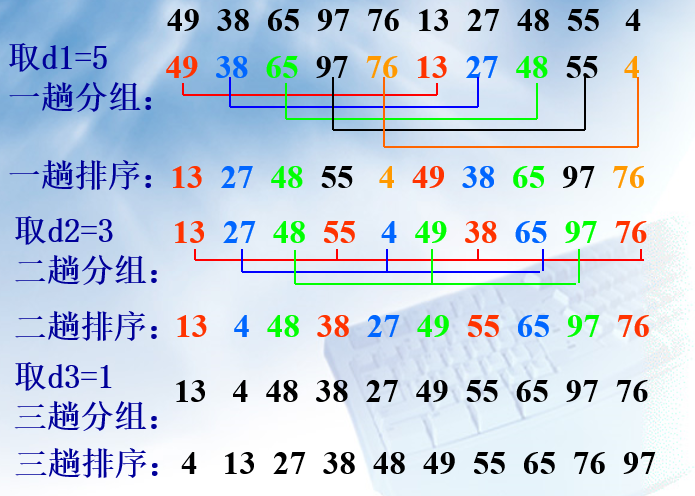 49 38 65 97 76 13 27 48 55 4
取d1=5 49 38 65 97 76 13 27 48 55 4
一趟分组：
一趟排序：13 27 48 55 4 49 38 65 97 76
取d2=3 13 27 48 55 4 49 38 65 97 76
二趟分组：
二趟排序：13 4 48 38 27 49 55 65 97 76
取d3=1 13 4 48 38 27 49 55 65 97 76
三趟分组：
三趟排序：4 13 27 38 48 49 55 65 76 97